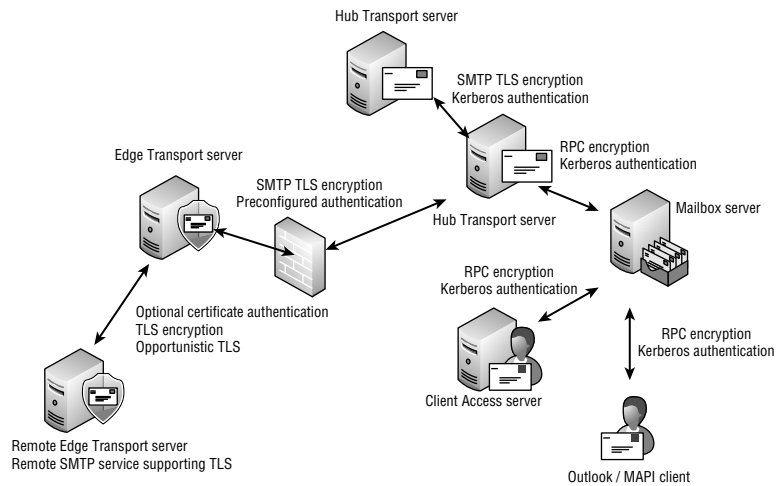 Hub Transport server
SMTP TLS encryption
Kerberos authentication
RPC encryption
Kerberos authentication
Edge Transport server
SMTP TLS encryption
Preconfigured authentication
Hub Transport server
Mailbox server
RPC encryption
Kerberos authentication
Optional certificate authentication
TLS encryption
Opportunistic TLS
RPC encryption
Kerberos authentication
Client Access server
Remote Edge Transport server
Remote SMTP service supporting TLS
Outlook / MAPI client